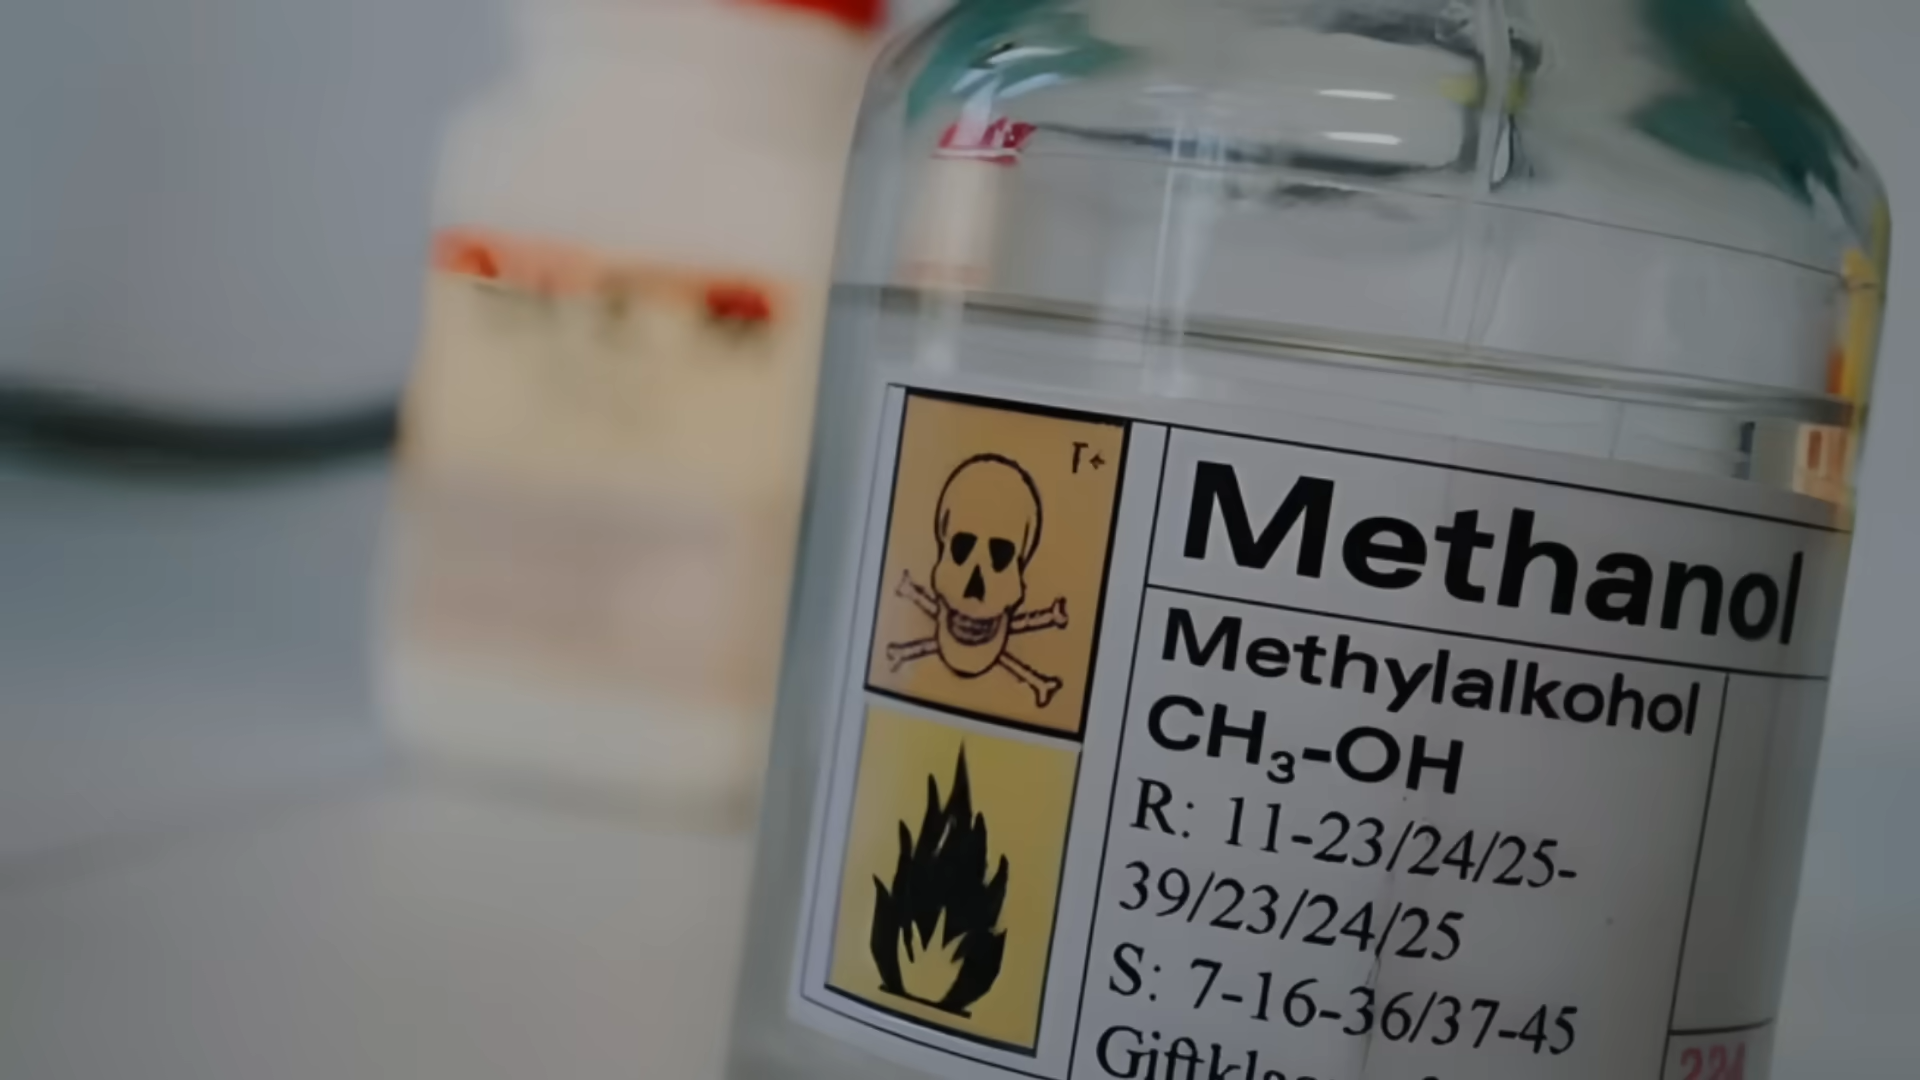 T+
Methanol
Methylalkohol
CH₃-OH
R: 11-23/24/25-
39/23/24/25
S: 7-16-36/37-45